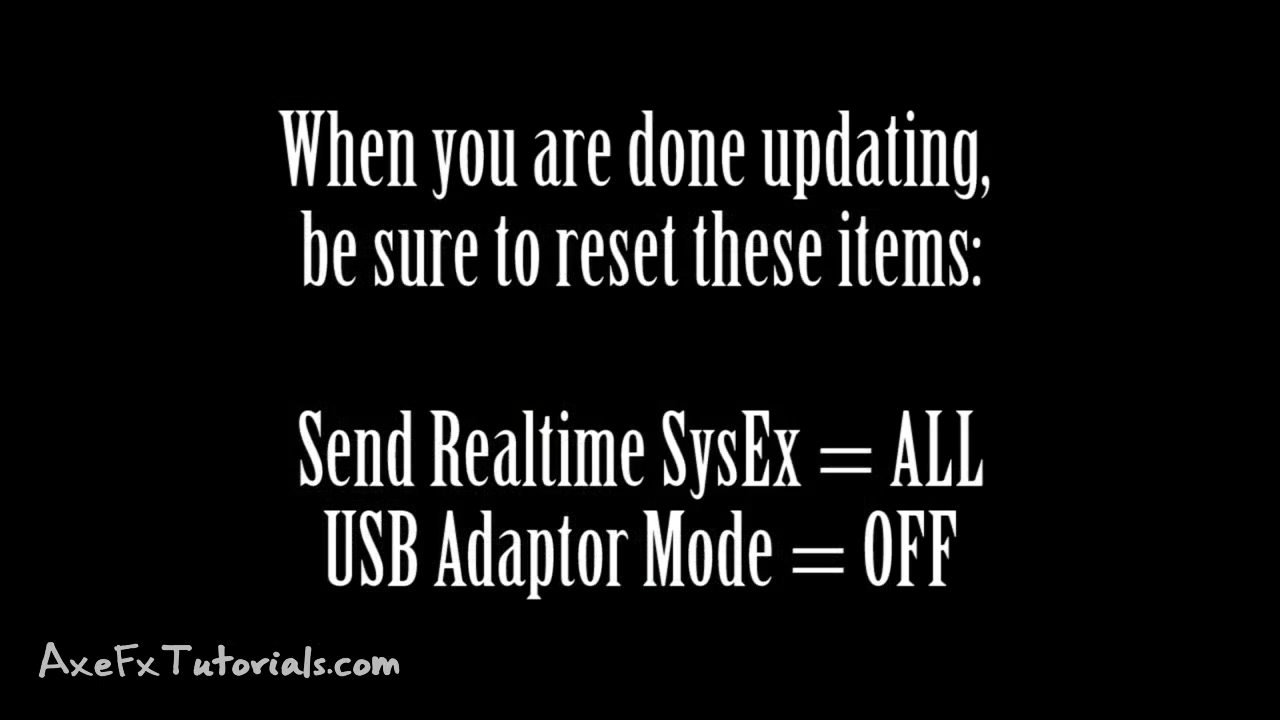 When you are done updating,
be sure to reset these items:
Send Realtime SysEx = ALL
USB Adaptor Mode = OFF
AxeFxTutorials.com